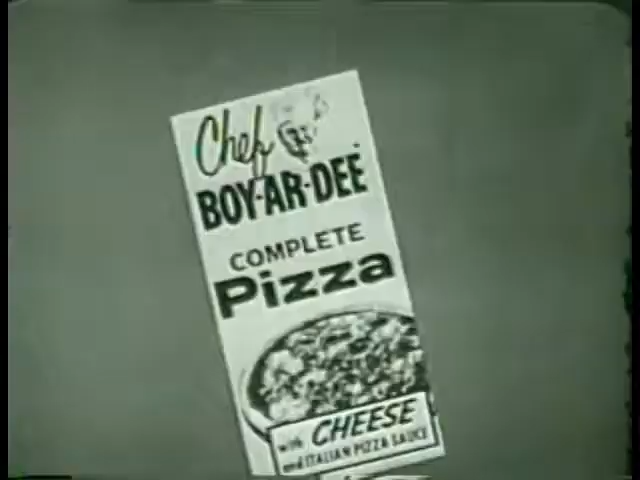 Chef
BOY-AR-DEE
COMPLETE
Pizza
with CHEESE
and ITALIAN PIZZA SAUCE